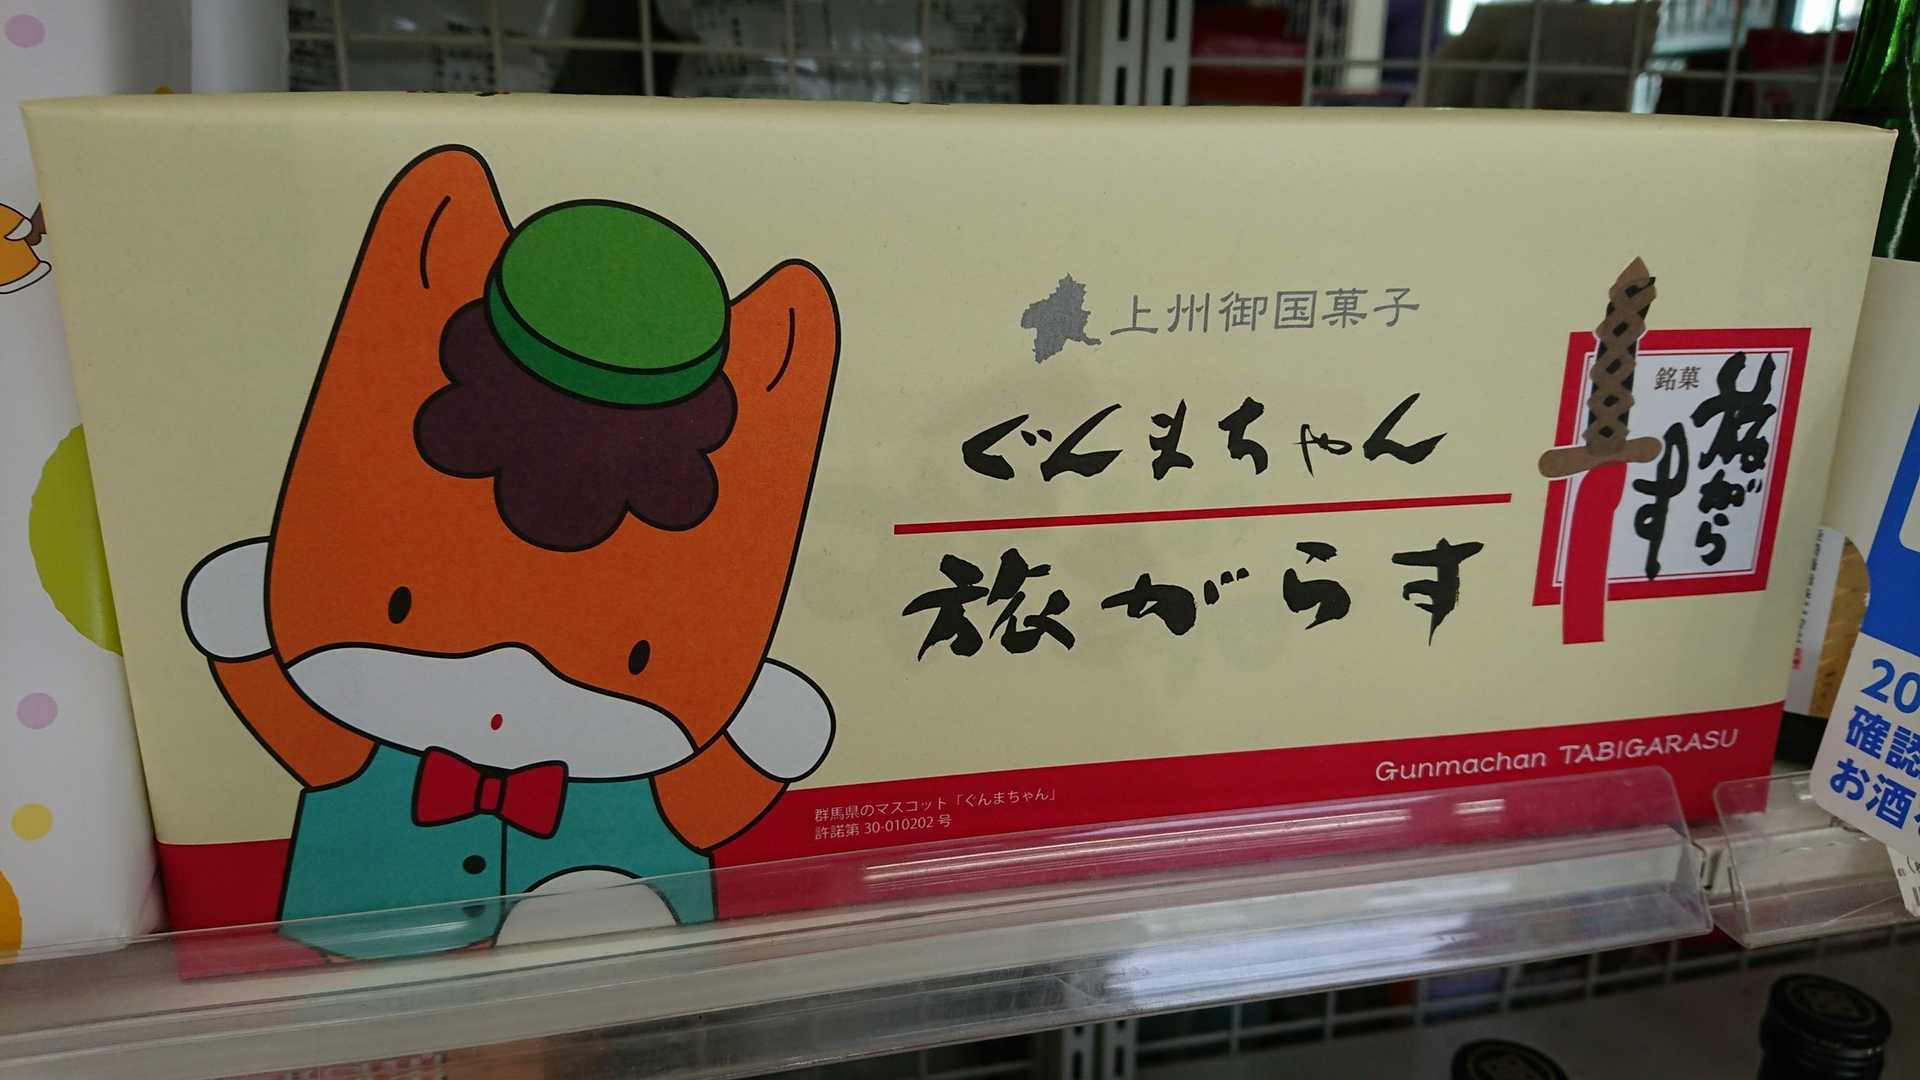 上州御国菓子
ぐんまちゃん
旅がらす
銘菓
旅がらす
Gunmachan TABIGARASU
群馬県のマスコット「ぐんまちゃん」
許諾第 30-010202 号
20
確認
お酒